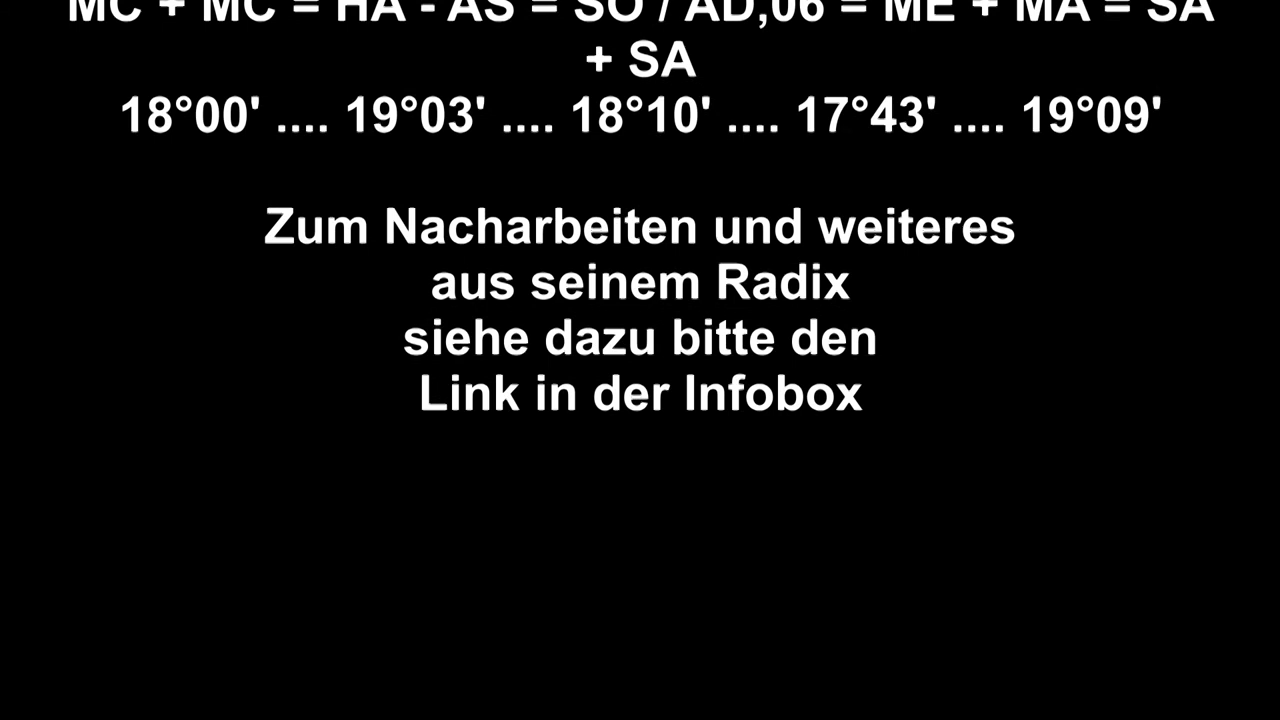 MC + MC = HA - AS = SO / AD,06 = ME + MA = SA
+ SA
18°00' .... 19°03' .... 18°10' .... 17°43' .... 19°09'
Zum Nacharbeiten und weiteres
aus seinem Radix
siehe dazu bitte den
Link in der Infobox